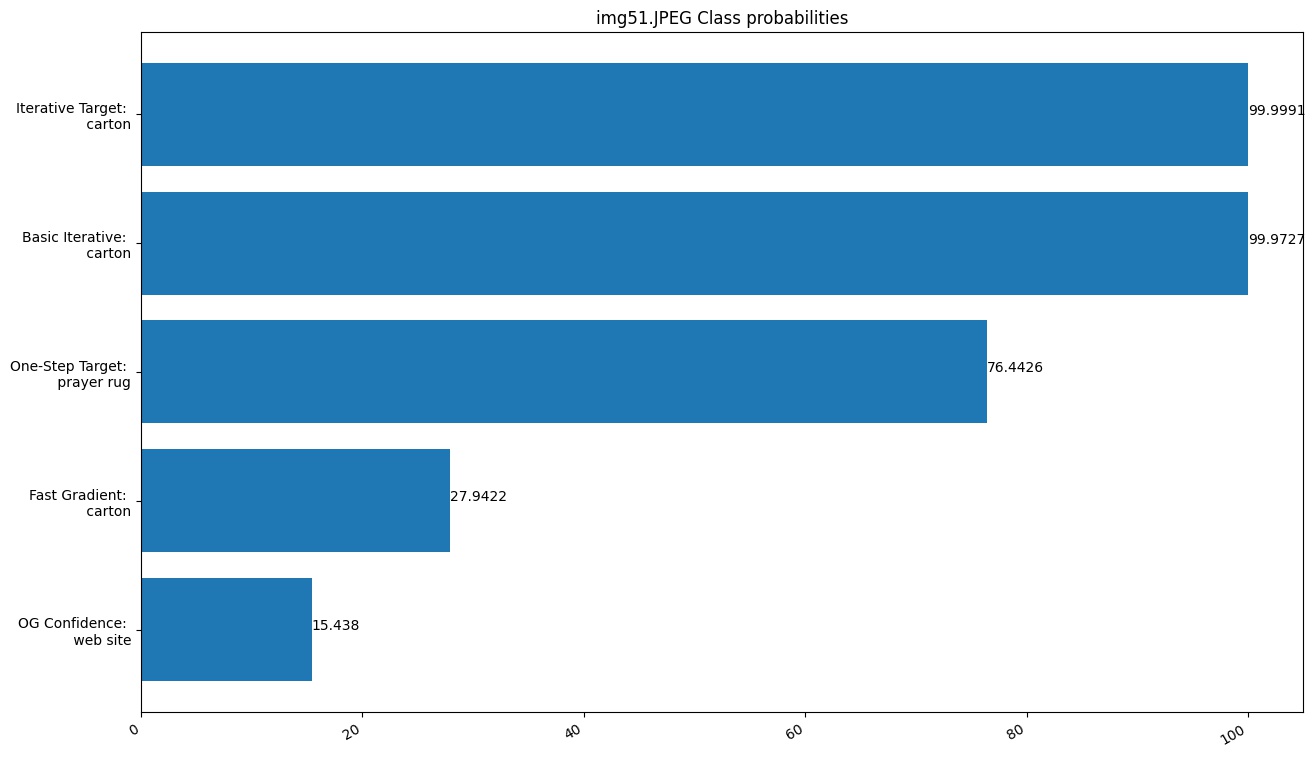 img51.JPEG Class probabilities
Iterative Target:
carton
99.9991
Basic Iterative:
carton
99.9727
One-Step Target:
prayer rug
76.4426
Fast Gradient:
carton
27.9422
OG Confidence:
web site
15.438
0
20
40
60
80
100